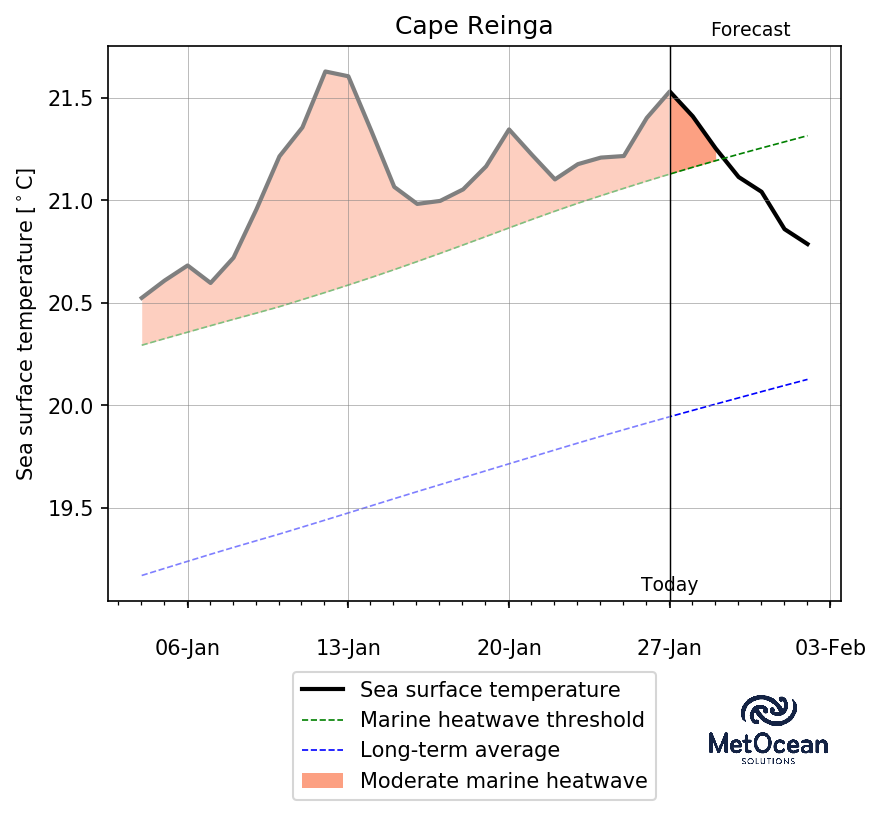 Cape Reinga
Forecast
Sea surface temperature [°C]
21.5
21.0
20.5
20.0
19.5
Today
06-Jan 13-Jan 20-Jan 27-Jan 03-Feb
Sea surface temperature
Marine heatwave threshold
Long-term average
Moderate marine heatwave
MetOcean
SOLUTIONS